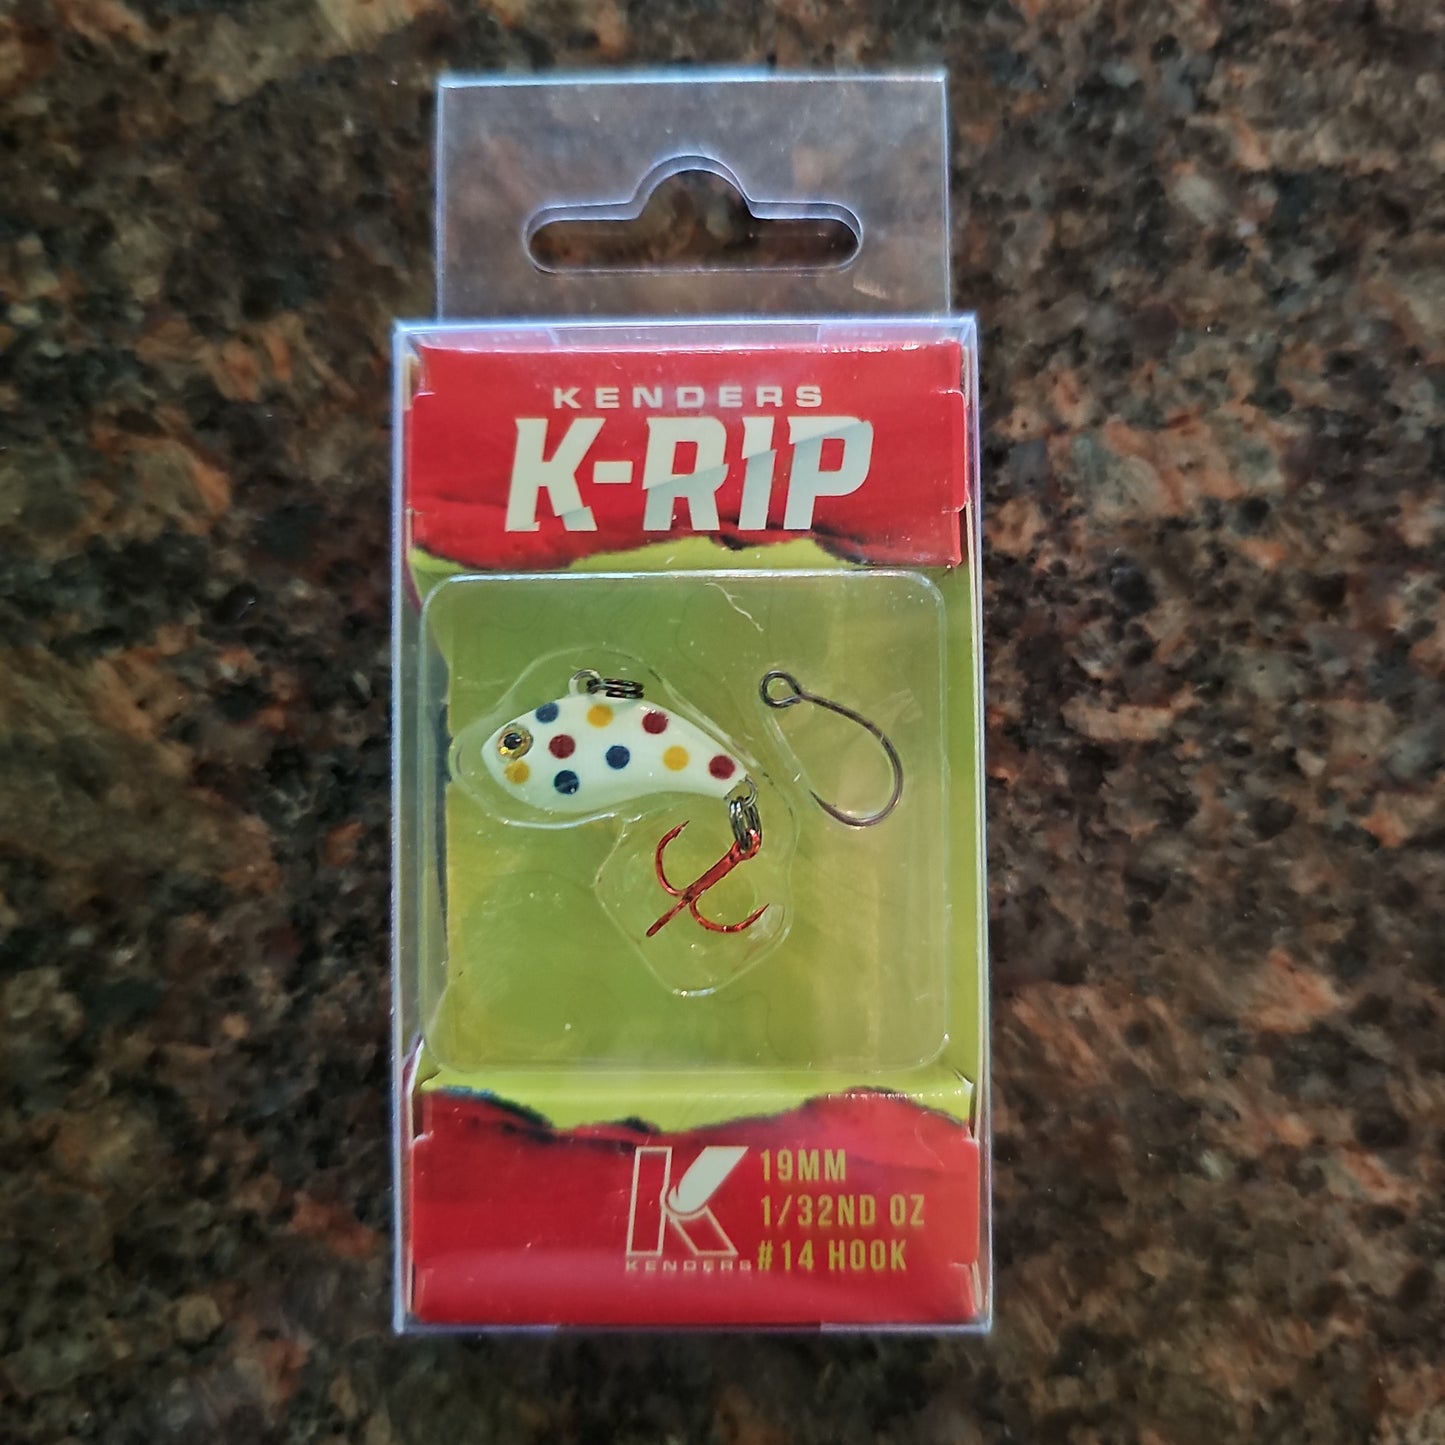 KENDERS
K-RIP
19MM
1/32ND OZ
#14 HOOK
K
KENDERS